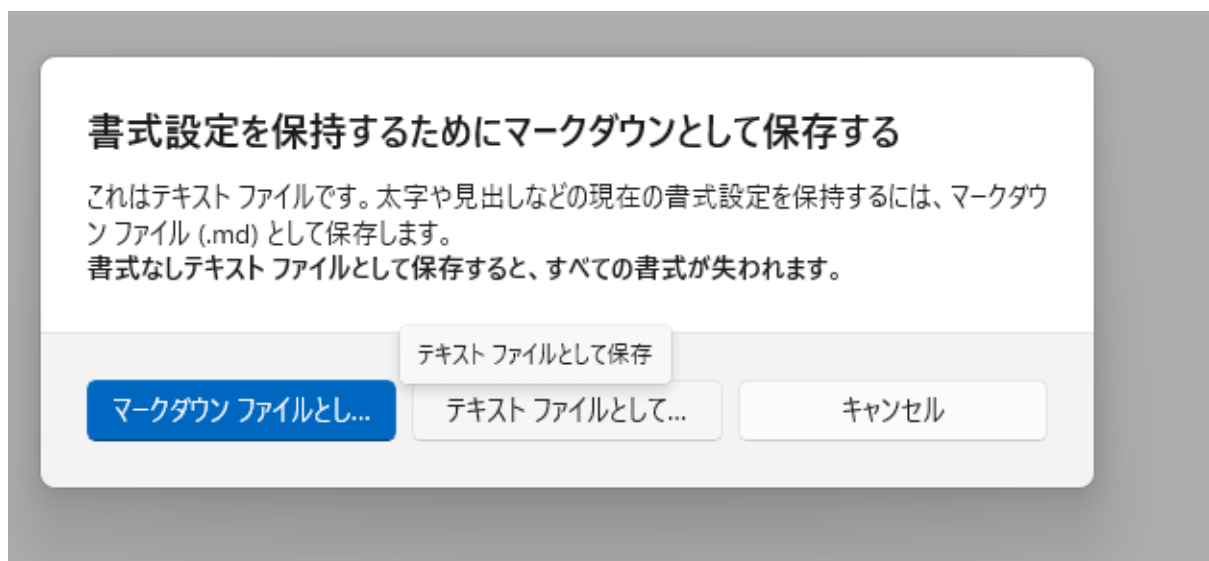 書式設定を保持するためにマークダウンとして保存する
これはテキスト ファイルです。太字や見出しなどの現在の書式設定を保持するには、マークダウ
ン ファイル (.md) として保存します。
書式なしテキスト ファイルとして保存すると、すべての書式が失われます。
テキスト ファイルとして保存
マークダウン ファイルとし...
テキスト ファイルとして...
キャンセル